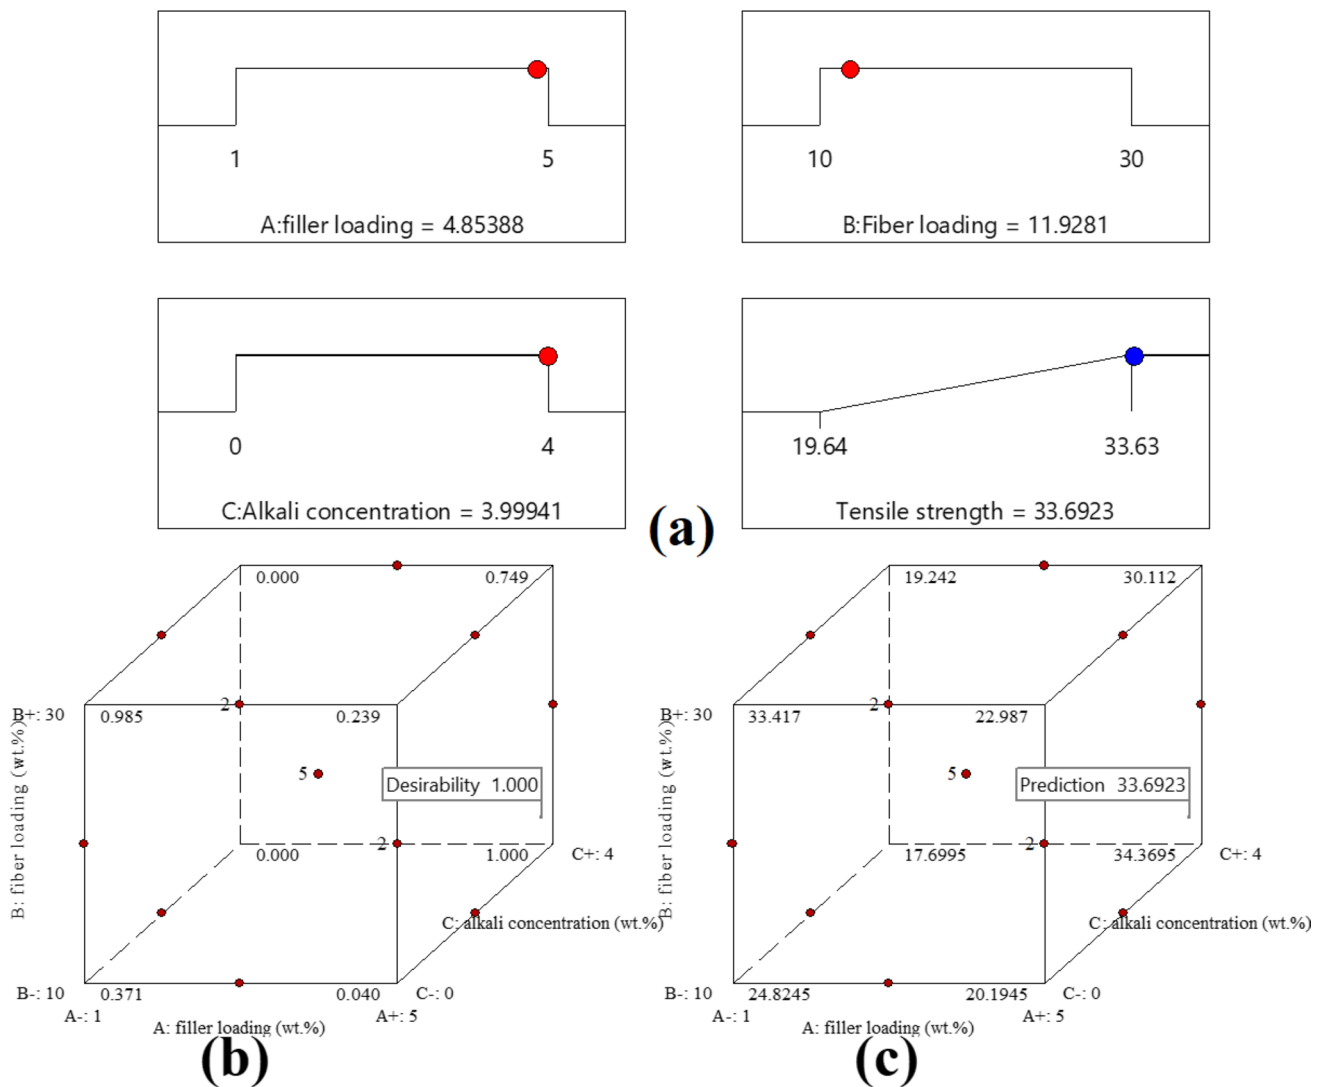 1 5
A:filler loading = 4.85388
10 30
B:Fiber loading = 11.9281
0 4
C:Alkali concentration = 3.99941
19.64 33.63
Tensile strength = 33.6923
(a)
0.000 0.749
B+: 30 0.985 2 0.239
5 Desirability 1.000
B: fiber loading (wt.%)
0.000 2 1.000 C+: 4
C: alkali concentration (wt.%)
B-: 10 0.371 0.040 C-: 0
A-: 1 A: filler loading (wt.%) A+: 5
(b)
19.242 30.112
B+: 30 33.417 2 22.987
5 Prediction 33.6923
B: fiber loading (wt.%)
17.6995 2 34.3695 C+: 4
C: alkali concentration (wt.%)
B-: 10 24.8245 20.1945 C-: 0
A-: 1 A: filler loading (wt.%) A+: 5
(c)